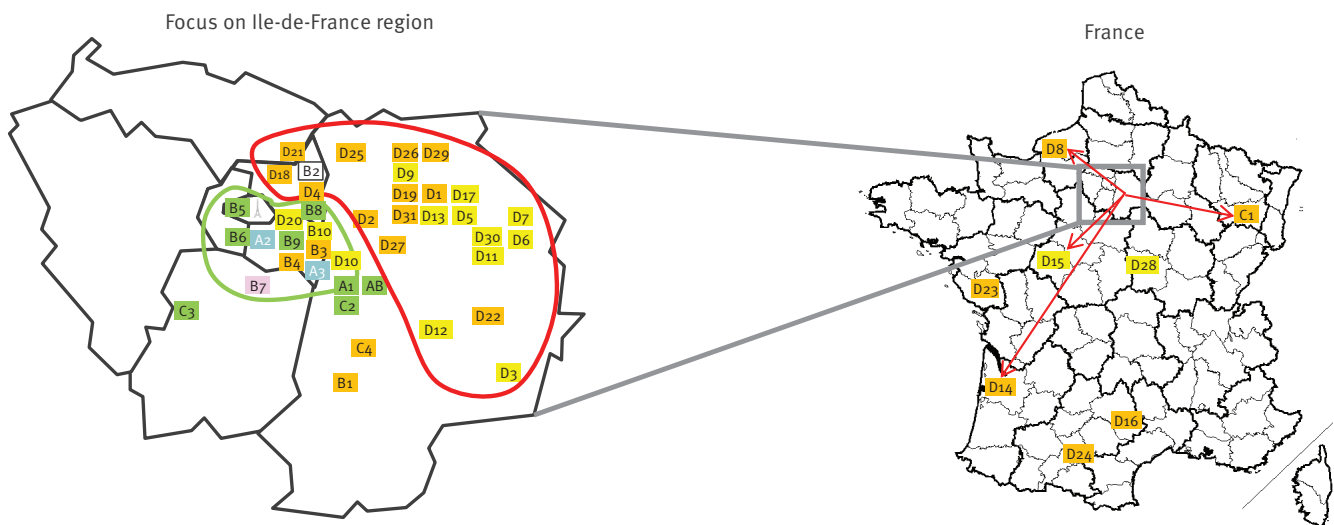 Focus on Ile-de-France region
France
D21
D25
D26
D29
D18
B2
D9
D4
D19
D1
D17
B5
B8
D20
D2
D31
D13
D5
D7
B6
A2
B9
B10
B3
D27
D30
D6
B4
A3
D10
D11
B7
A1
AB
C3
C2
D12
D22
C4
B1
D3
D8
C1
D15
D28
D23
D14
D16
D24